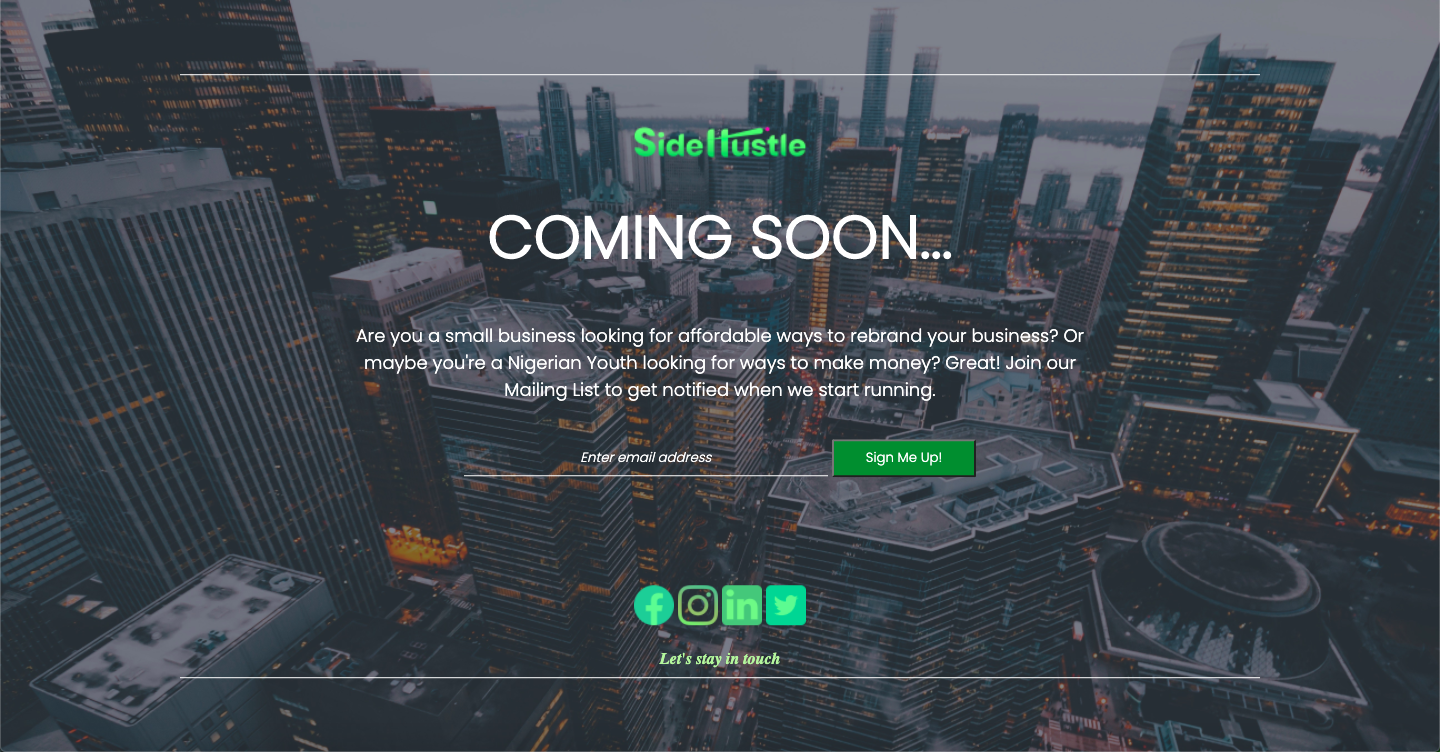 SideHustle
COMING SOON...
Are you a small business looking for affordable ways to rebrand your business? Or
maybe you're a Nigerian Youth looking for ways to make money? Great! Join our
Mailing List to get notified when we start running.
Enter email address
Sign Me Up!
Let's stay in touch